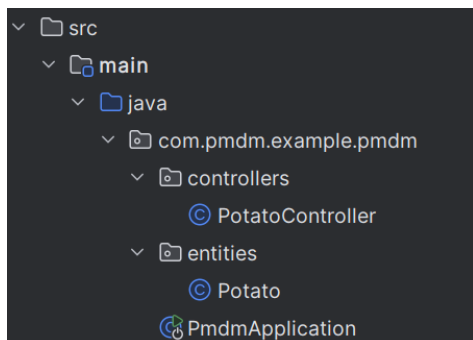 src
main
java
com.pmdm.example.pmdm
controllers
PotatoController
entities
Potato
PmdmApplication